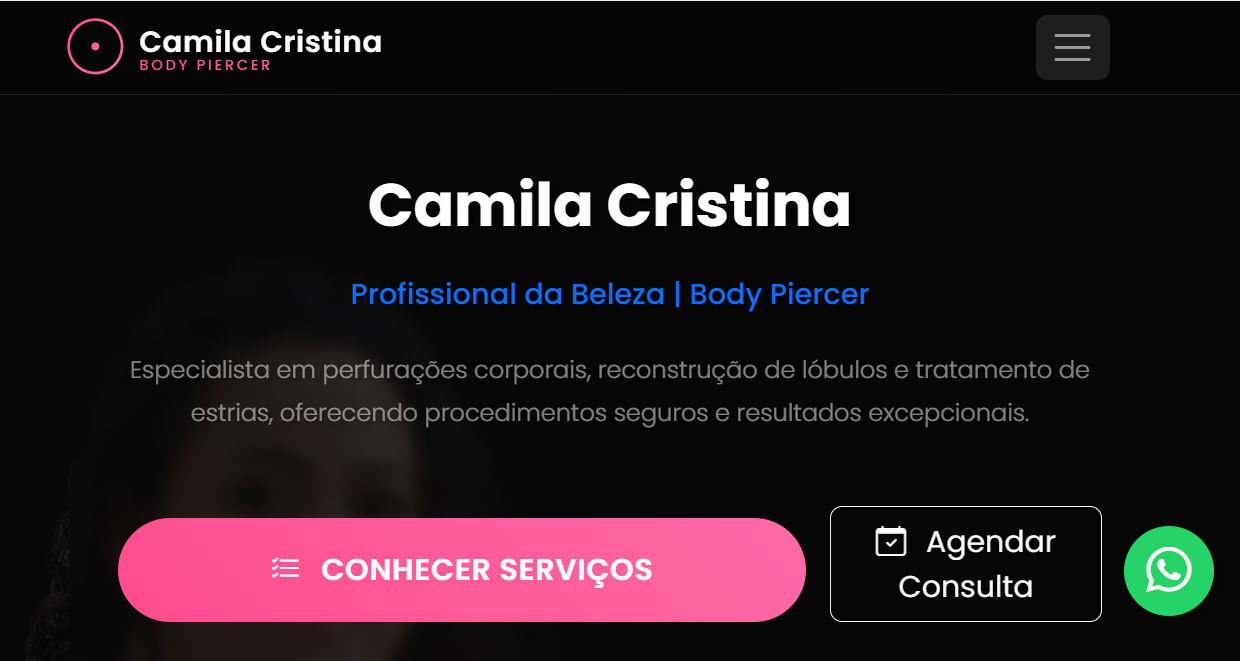 Camila Cristina
BODY PIERCER
Camila Cristina
Profissional da Beleza | Body Piercer
Especialista em perfurações corporais, reconstrução de lóbulos e tratamento de
estrias, oferecendo procedimentos seguros e resultados excepcionais.
CONHECER SERVIÇOS
Agendar
Consulta